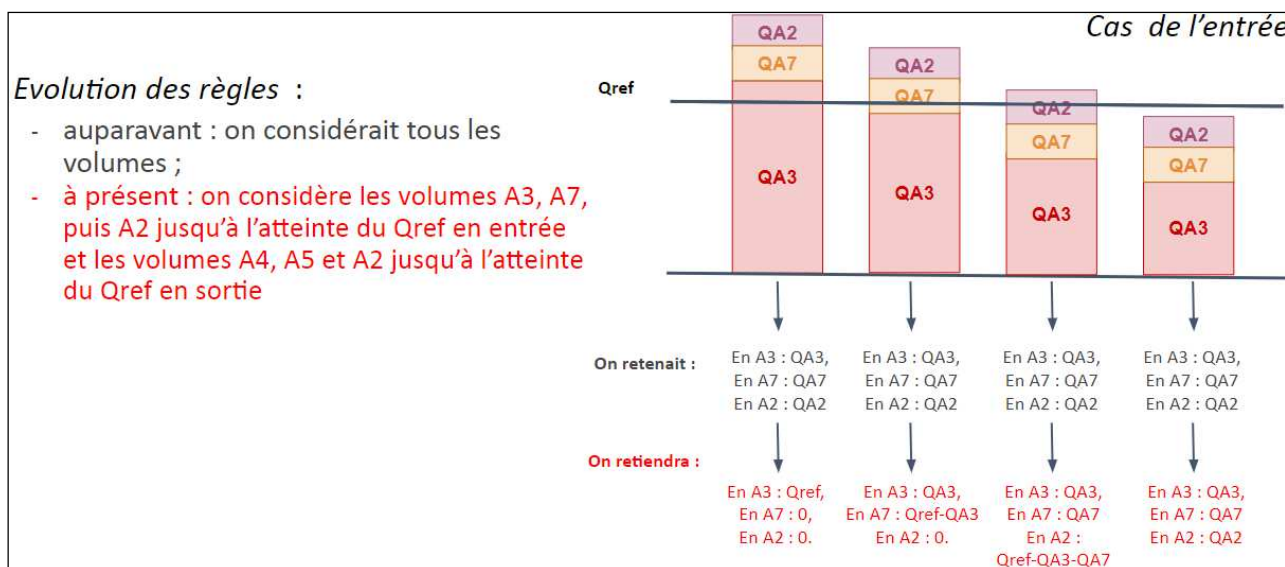 Cas de l'entrée
Evolution des règles :
- auparavant : on considérait tous les
volumes ;
- à présent : on considère les volumes A3, A7,
puis A2 jusqu'à l'atteinte du Qref en entrée
et les volumes A4, A5 et A2 jusqu'à l'atteinte
du Qref en sortie
Qref
QA2
QA7
QA3
QA2
QA7
QA3
QA2
QA7
QA3
QA2
QA7
QA3
On retenait :
En A3 : QA3,
En A7 : QA7
En A2 : QA2
En A3 : QA3,
En A7 : QA7
En A2 : QA2
En A3 : QA3,
En A7 : QA7
En A2 : QA2
En A3 : QA3,
En A7 : QA7
En A2 : QA2
On retiendra :
En A3 : Qref,
En A7 : 0,
En A2 : 0.
En A3 : QA3,
En A7 : Qref-QA3
En A2 : 0.
En A3 : QA3,
En A7 : QA7
En A2 :
Qref-QA3-QA7
En A3 : QA3,
En A7 : QA7
En A2 : QA2